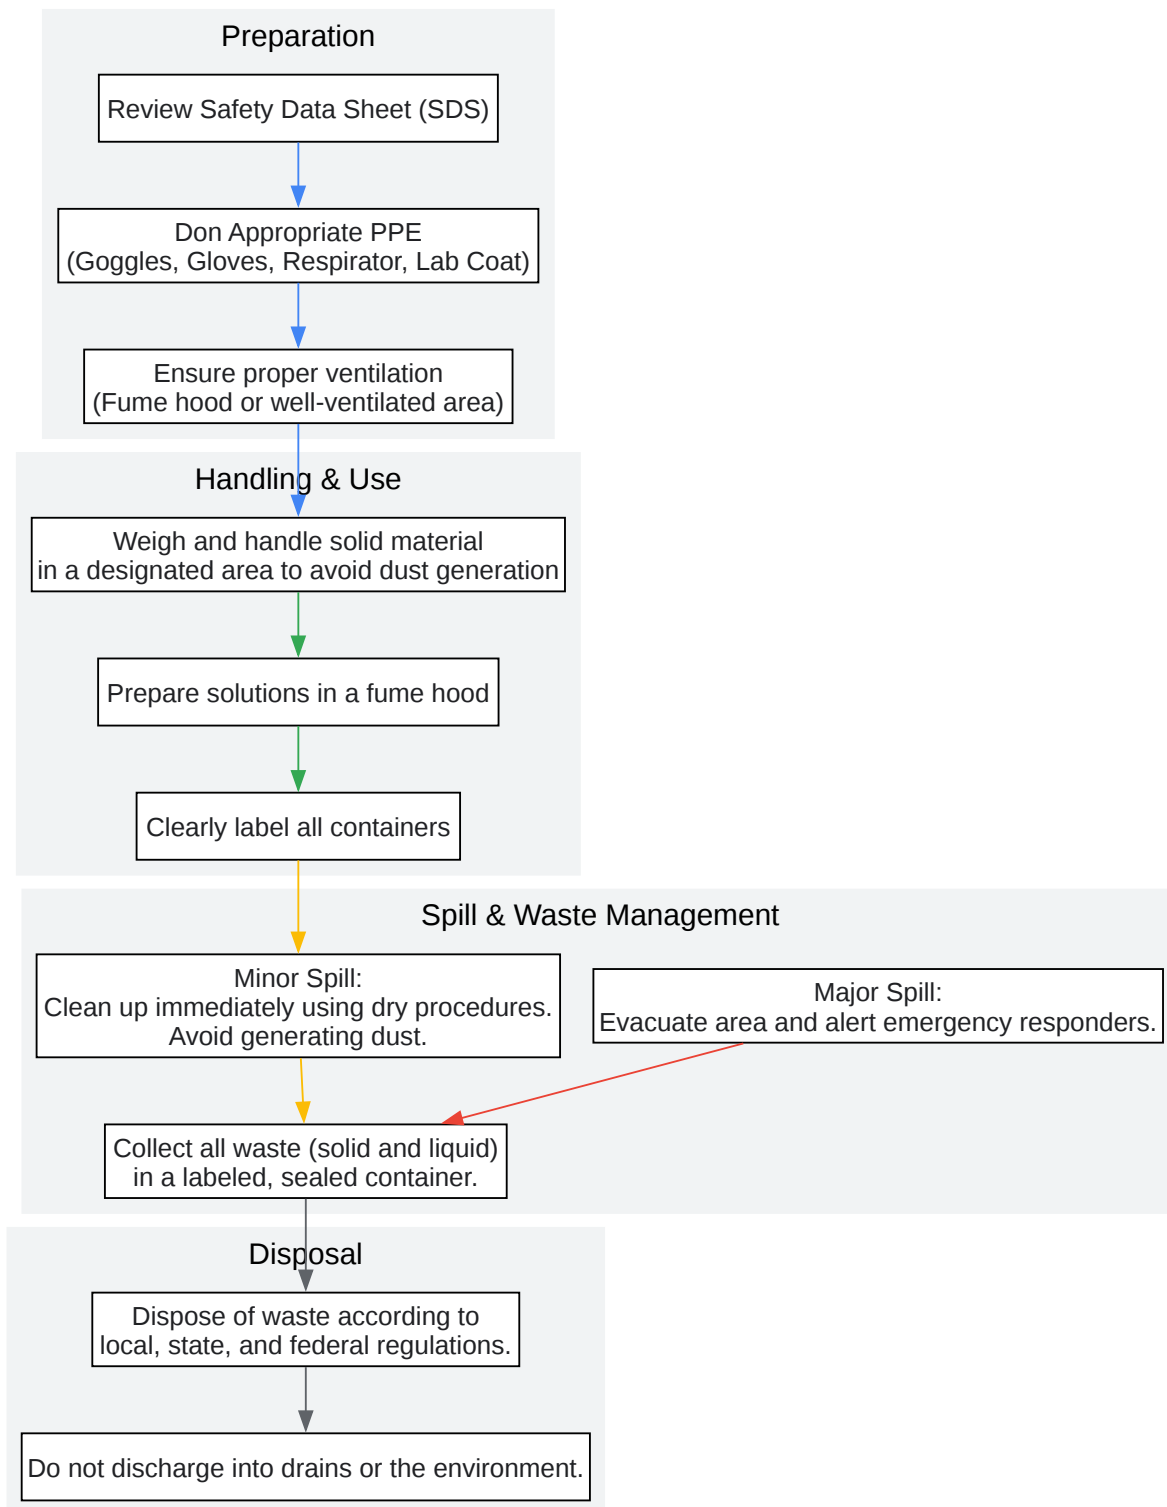 Preparation
Review Safety Data Sheet (SDS)
Don Appropriate PPE
(Goggles, Gloves, Respirator, Lab Coat)
Ensure proper ventilation
(Fume hood or well-ventilated area)
Handling & Use
Weigh and handle solid material
in a designated area to avoid dust generation
Prepare solutions in a fume hood
Clearly label all containers
Spill & Waste Management
Minor Spill:
Clean up immediately using dry procedures.
Avoid generating dust.
Major Spill:
Evacuate area and alert emergency responders.
Collect all waste (solid and liquid)
in a labeled, sealed container.
Disposal
Dispose of waste according to
local, state, and federal regulations.
Do not discharge into drains or the environment.